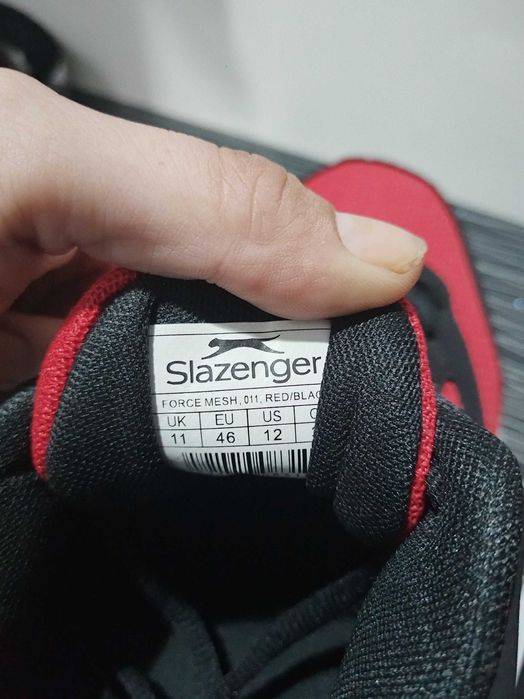 Slazenger
FORCE MESH, 011, RED/BLAC
UK EU US
11 46 12